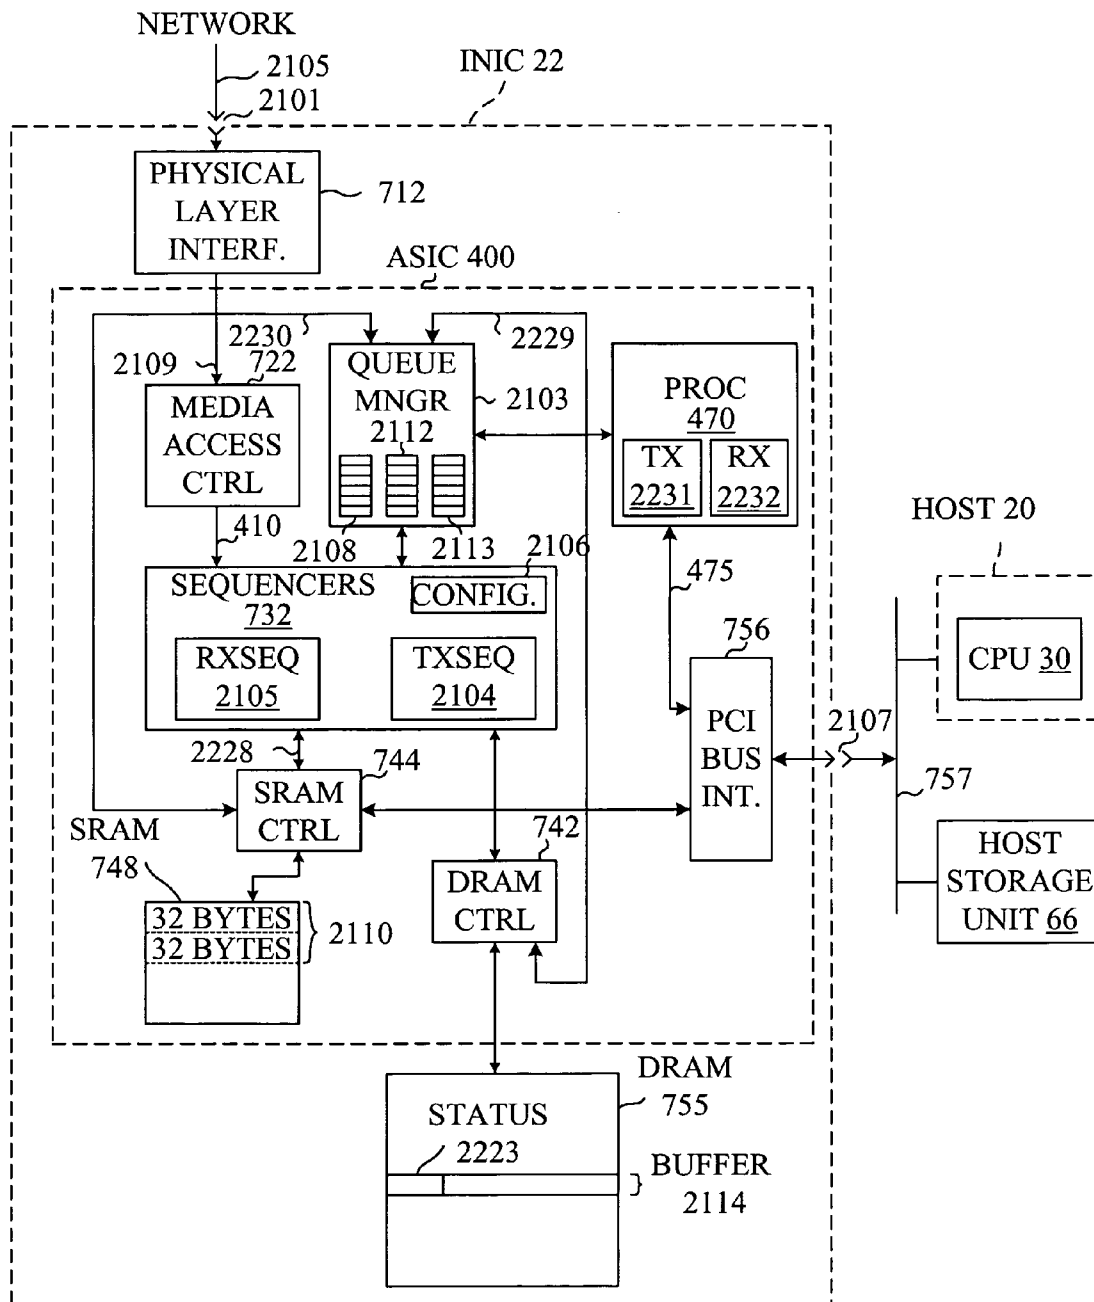 NETWORK
2105
INIC 22
2101
PHYSICAL
LAYER
INTERF.
712
ASIC 400
2230
2229
2109
722
MEDIA
ACCESS
CTRL
QUEUE
MNGR
2112
2103
PROC
470
TX
2231
RX
2232
410
2108
2113
2106
HOST 20
SEQUENCERS
732
CONFIG.
475
RXSEQ
2105
TXSEQ
2104
756
CPU 30
PCI
BUS
INT.
2107
2228
744
SRAM
CTRL
757
SRAM
748
742
HOST
STORAGE
UNIT 66
DRAM
CTRL
32 BYTES
32 BYTES
2110
DRAM
755
STATUS
2223
BUFFER
2114